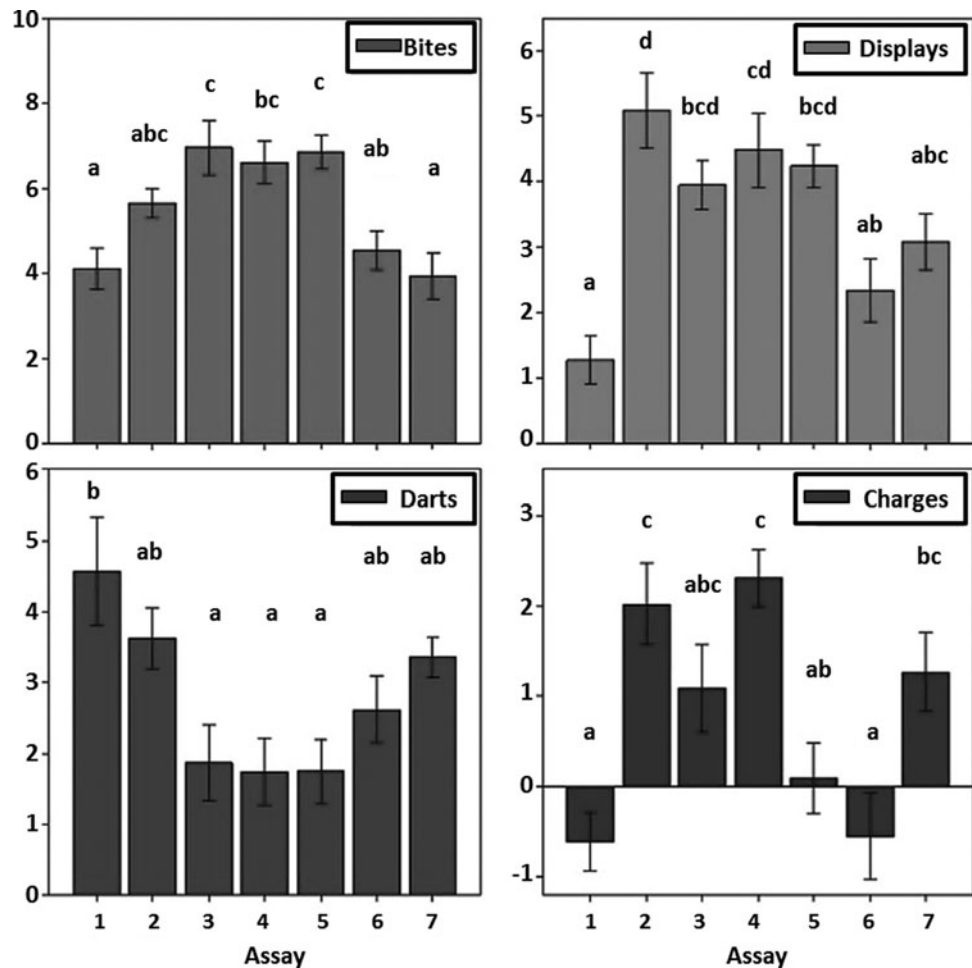 Bites
10
8
6
4
2
0
a
abc
c
bc
c
ab
a
Displays
6
5
4
3
2
1
0
a
d
bcd
cd
bcd
ab
abc
Darts
6
5
4
3
2
1
0
b
ab
a
a
a
ab
ab
1 2 3 4 5 6 7
Assay
Charges
3
2
1
0
-1
a
c
abc
c
ab
a
bc
1 2 3 4 5 6 7
Assay